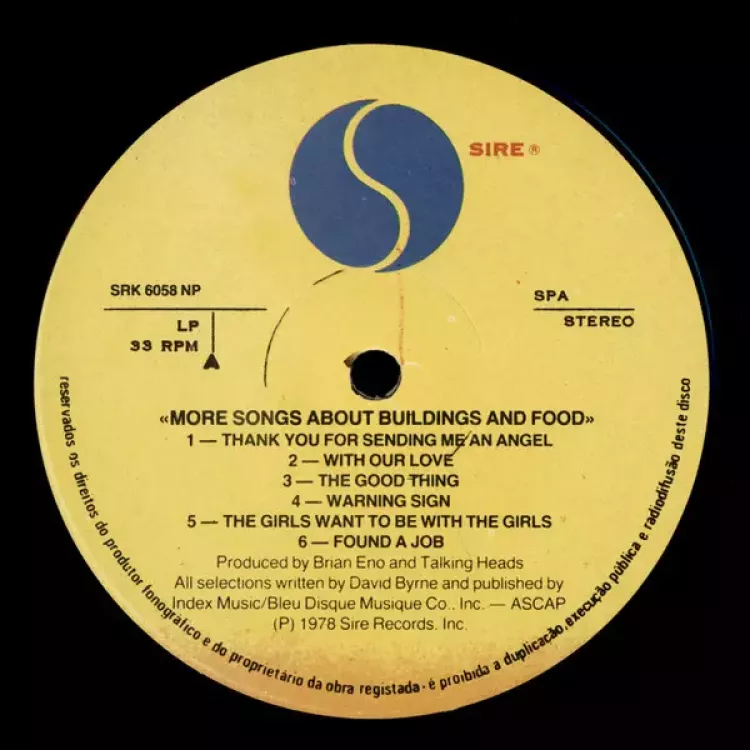 SIRE ®
SRK 6058 NP
SPA
LP
STEREO
33 RPM
A
«MORE SONGS ABOUT BUILDINGS AND FOOD»
1 — THANK YOU FOR SENDING ME AN ANGEL
2 — WITH OUR LOVE
3 — THE GOOD THING
4 — WARNING SIGN
5 — THE GIRLS WANT TO BE WITH THE GIRLS
6 — FOUND A JOB
Produced by Brian Eno and Talking Heads
All selections written by David Byrne and published by
Index Music/Bleu Disque Musique Co., Inc. — ASCAP
(P) 1978 Sire Records. Inc.
reservados os direitos do produtor fonográfico e do proprietário da obra registada - é proibida a duplicação, execução pública e radiodifusão deste disco